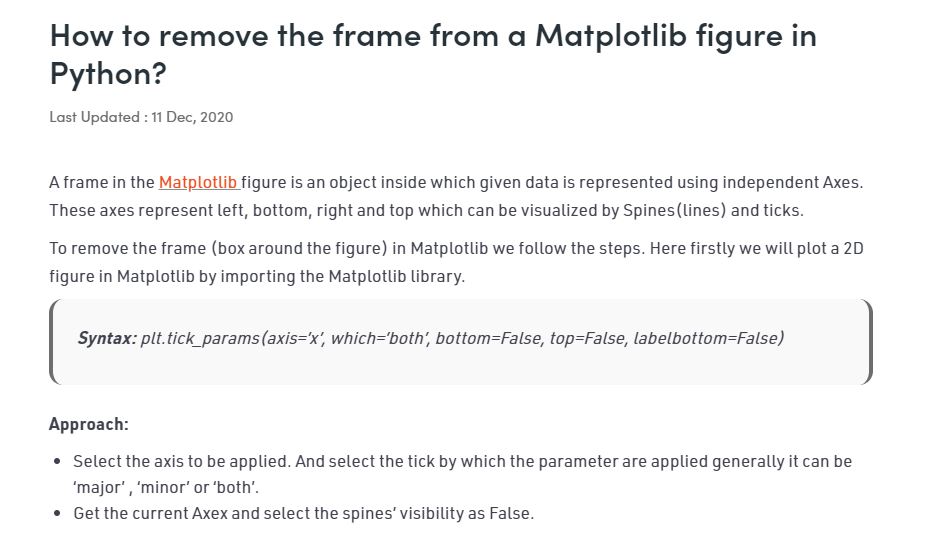 How to remove the frame from a Matplotlib figure in
Python?
Last Updated : 11 Dec, 2020
A frame in the Matplotlib figure is an object inside which given data is represented using independent Axes.
These axes represent left, bottom, right and top which can be visualized by Spines(lines) and ticks.
To remove the frame (box around the figure) in Matplotlib we follow the steps. Here firstly we will plot a 2D
figure in Matplotlib by importing the Matplotlib library.
Syntax: plt.tick_params(axis=‘x’, which=‘both’, bottom=False, top=False, labelbottom=False)
Approach:
• Select the axis to be applied. And select the tick by which the parameter are applied generally it can be
‘major’ , ‘minor’ or ‘both’.
• Get the current Axex and select the spines’ visibility as False.